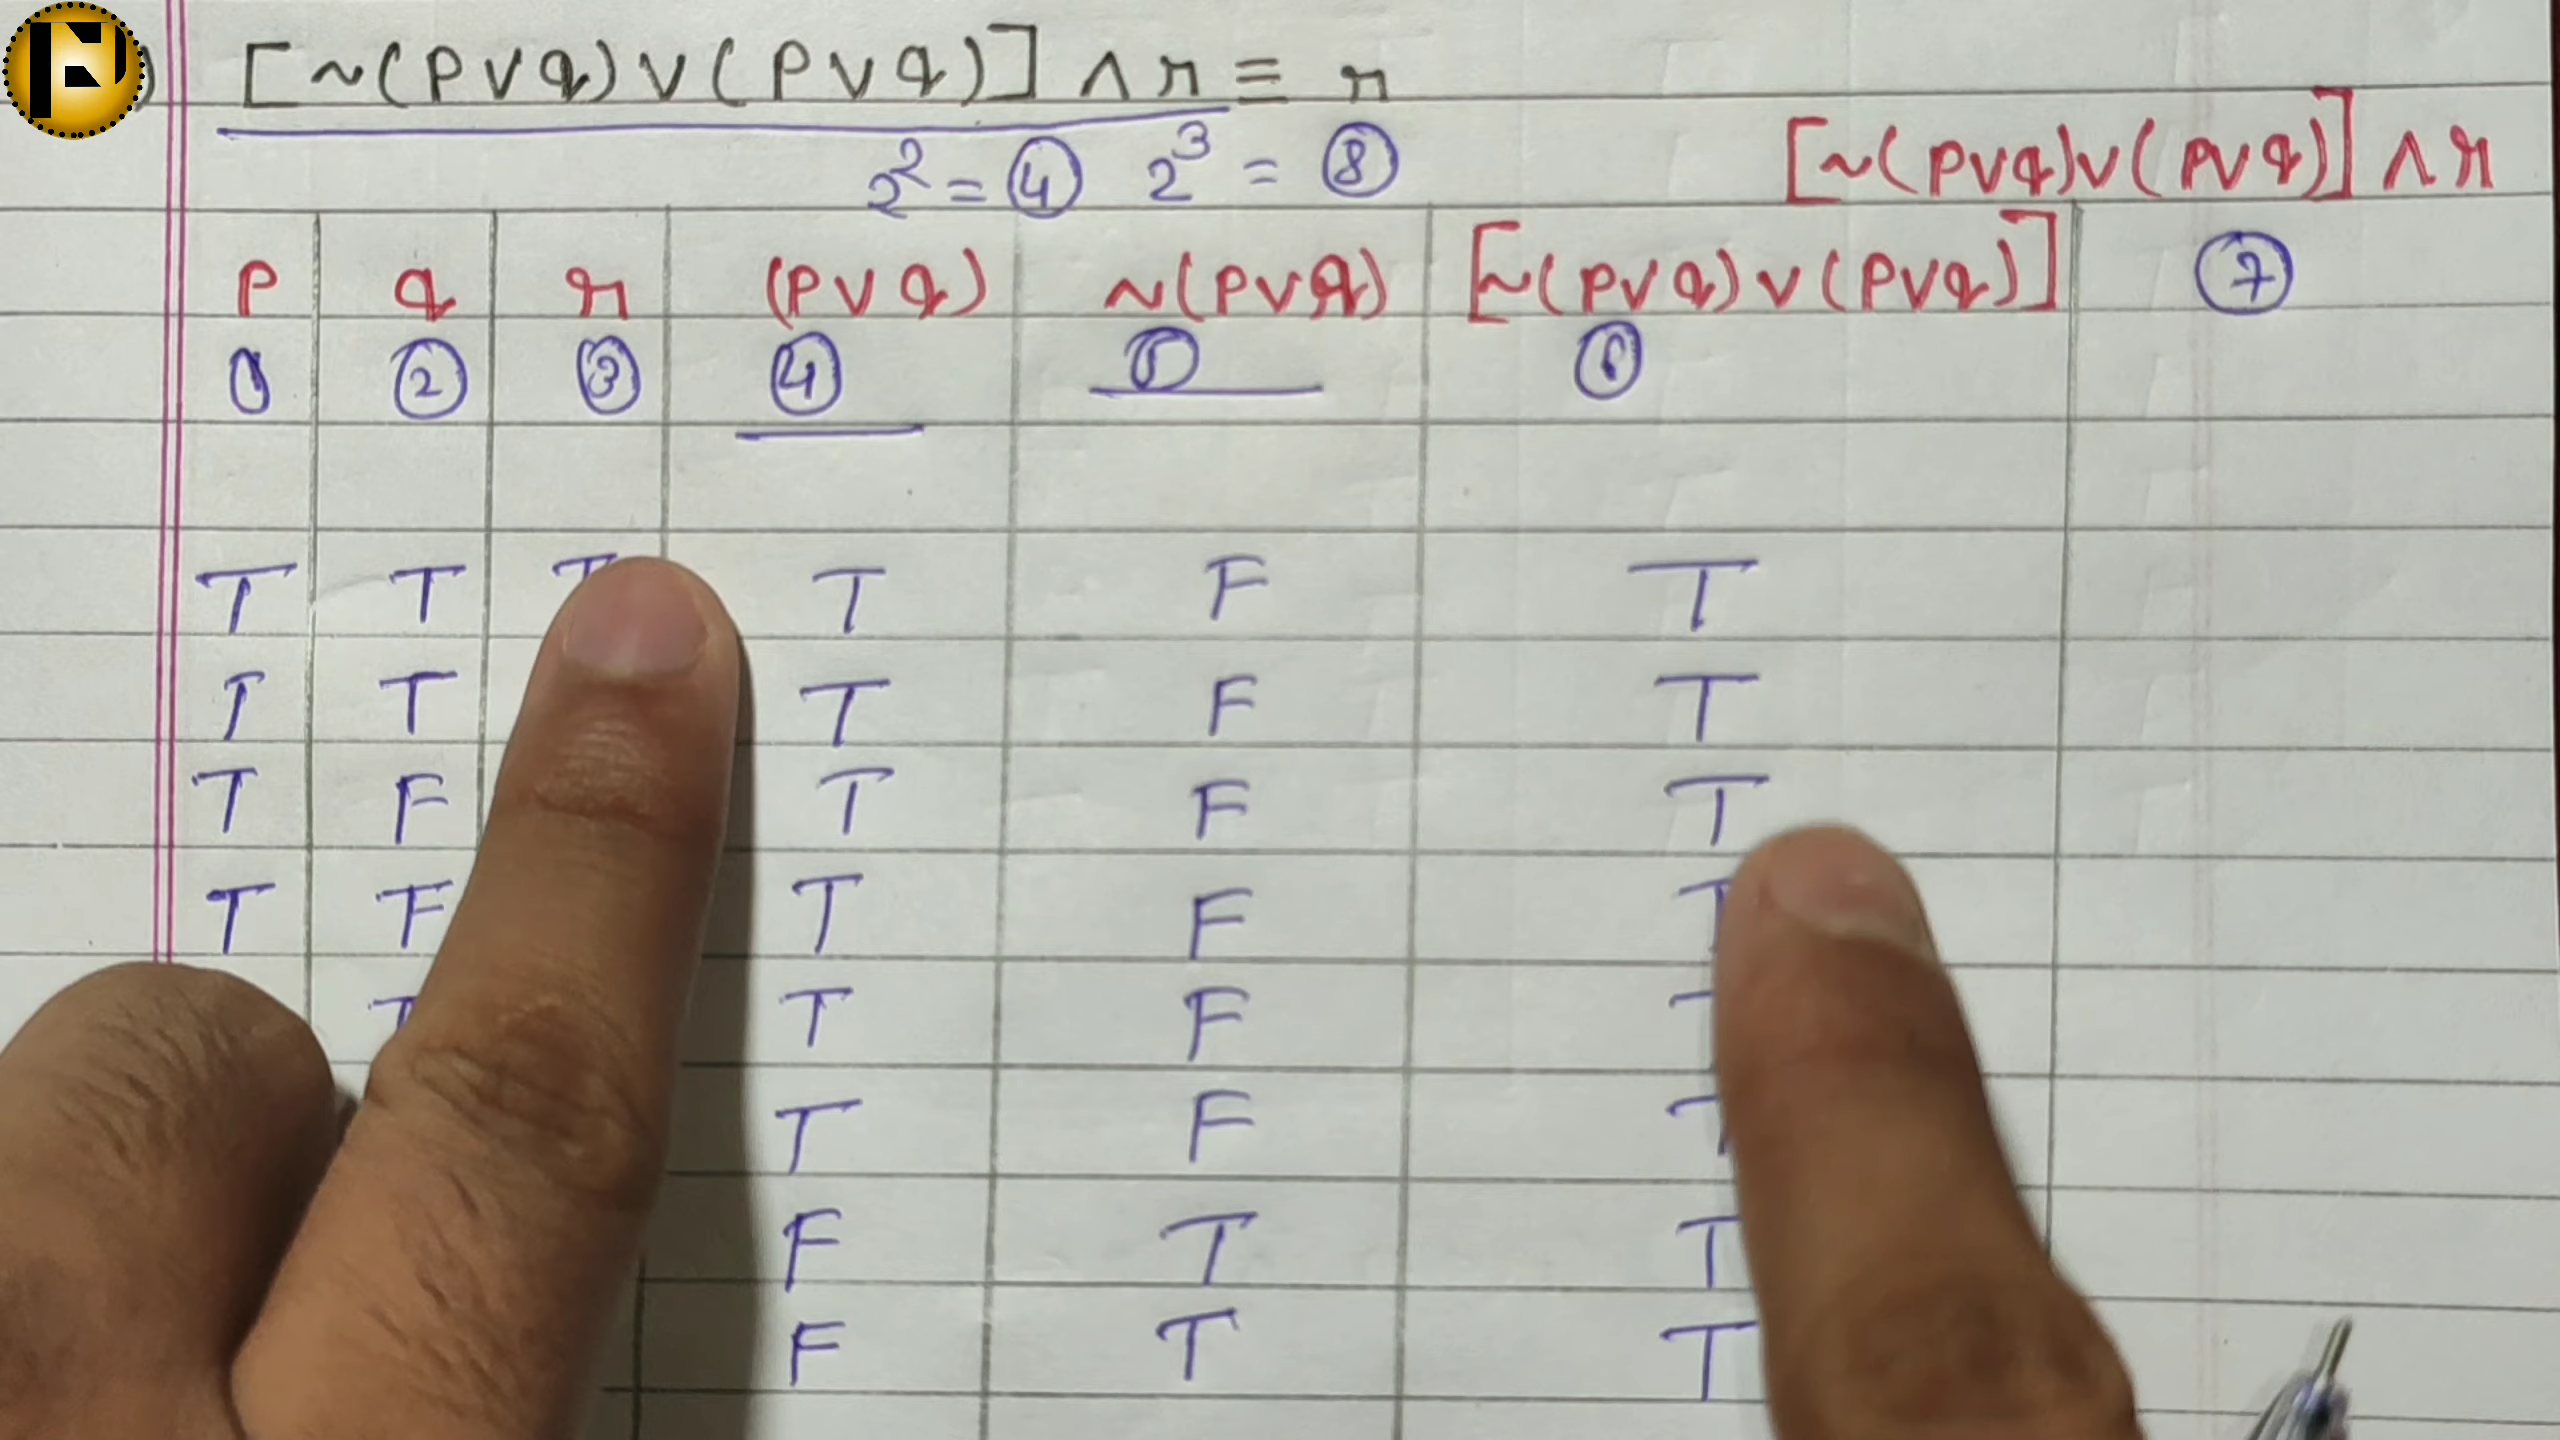 [~(p∨q)∨(p∨q)] ∧ r ≡ r
2² = ④ 2³ = ⑧
[~(p∨q)∨(p∨q)] ∧ r
p q r (p∨q) ~(p∨q) [~(p∨q)∨(p∨q)] ⑦
① ② ③ ④ ⑤ ⑥
T T T T F T
T T T F T
T F T F T
T F T F T
T T F T
T F T
F T T
F T T